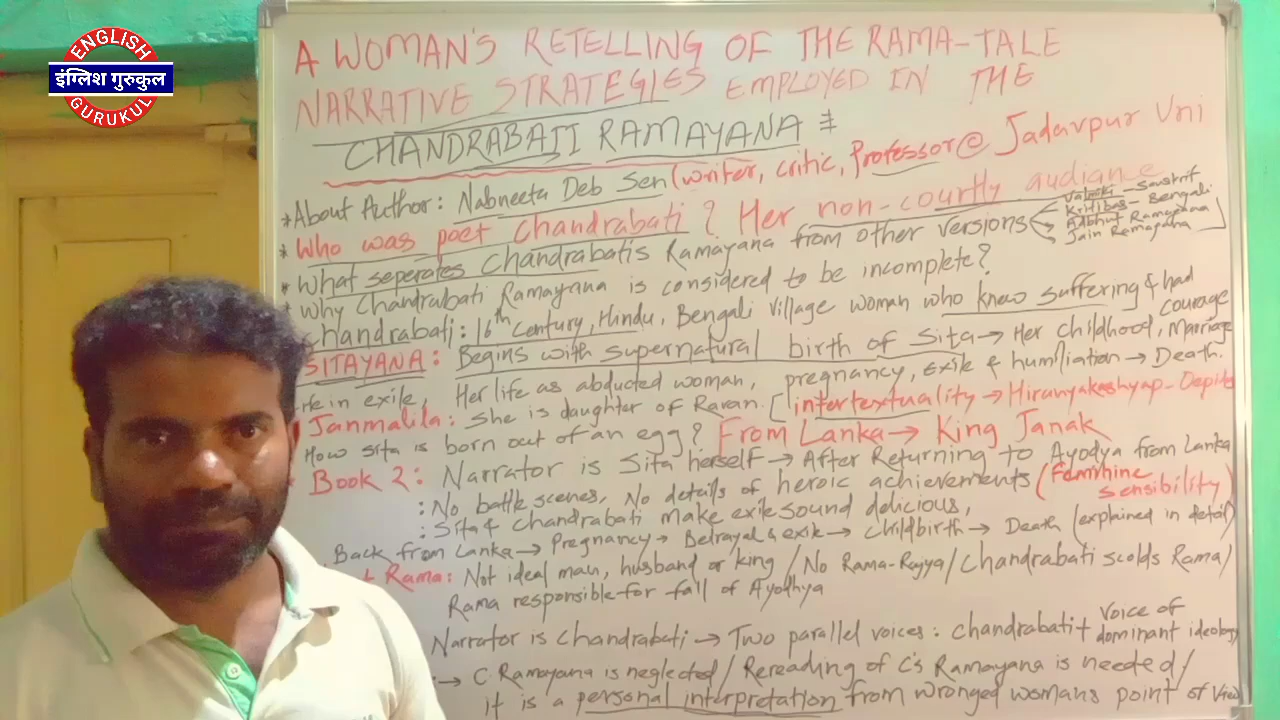 ENGLISH
इंग्लिश गुरुकुल
GURUKUL
A WOMAN'S RETELLING OF THE RAMA-TALE
NARRATIVE STRATEGIES EMPLOYED IN THE
CHANDRABATI RAMAYANA
*About Author: Nabneeta Deb Sen (writer, critic, Professor @ Jadavpur Uni
* Who was poet Chandrabati? Her non-courtly audiance
* What seperates Chandrabatis Ramayana from other versions
Valmiki - Sanskrit
Kritibas - Bengali
Adbhut Ramayana
Jain Ramayana
* Why Chandrabati Ramayana is considered to be incomplete?
Chandrabati: 16th Century, Hindu, Bengali Village woman who knew suffering & had courage
SITAYANA: Begins with supernatural birth of Sita → Her childhood, Marriage
life in exile, Her life as abducted woman, pregnancy, exile & humiliation → Death.
Janmalila: She is daughter of Ravan. [intertextuality → Hiranyakashyap-
How Sita is born out of an egg? From Lanka → King Janak
Book 2: Narrator is Sita herself → After Returning to Ayodya from Lanka
: No battle scenes, No details of heroic achievements (Feminine sensibility)
: Sita & Chandrabati make exile sound delicious,
Back from Lanka → Pregnancy → Betrayal & exile → Childbirth → Death (explained in detail)
Rama: Not ideal man, husband or king / No Rama-Rajya / Chandrabati scolds Rama /
Rama responsible for fall of Ayodhya
Narrator is Chandrabati → Two parallel voices: Chandrabati + Voice of dominant ideology
→ C Ramayana is neglected / Rereading of C's Ramayana is needed /
it is a personal interpretation from wronged womans point of view